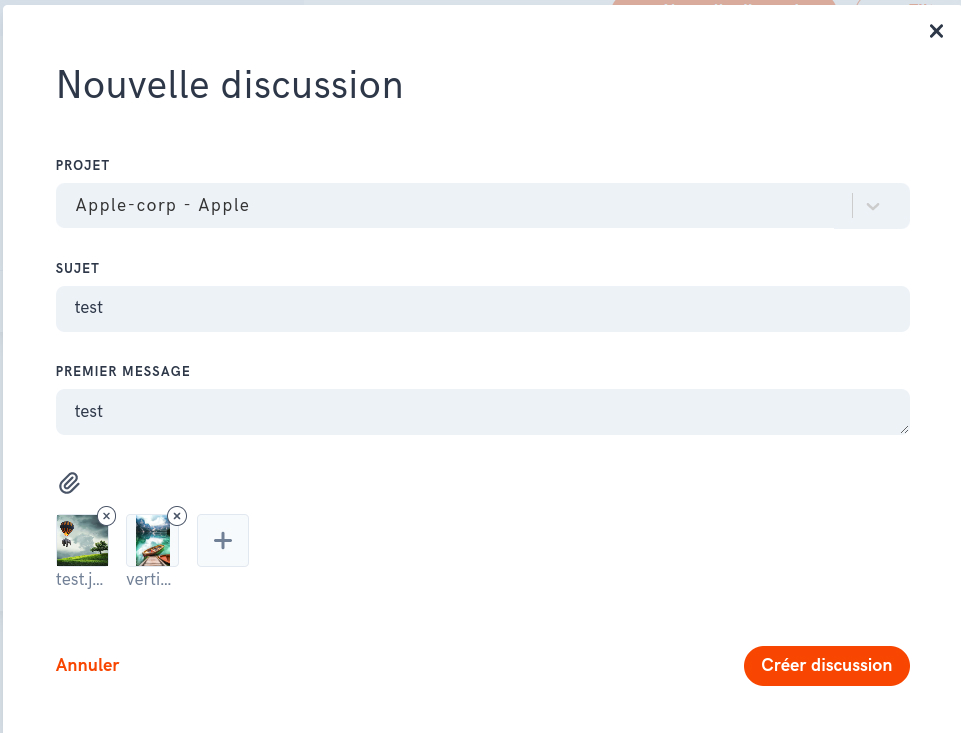 Nouvelle discussion
PROJET
Apple-corp - Apple
SUJET
test
PREMIER MESSAGE
test
test.j...
verti...
Annuler
Créer discussion